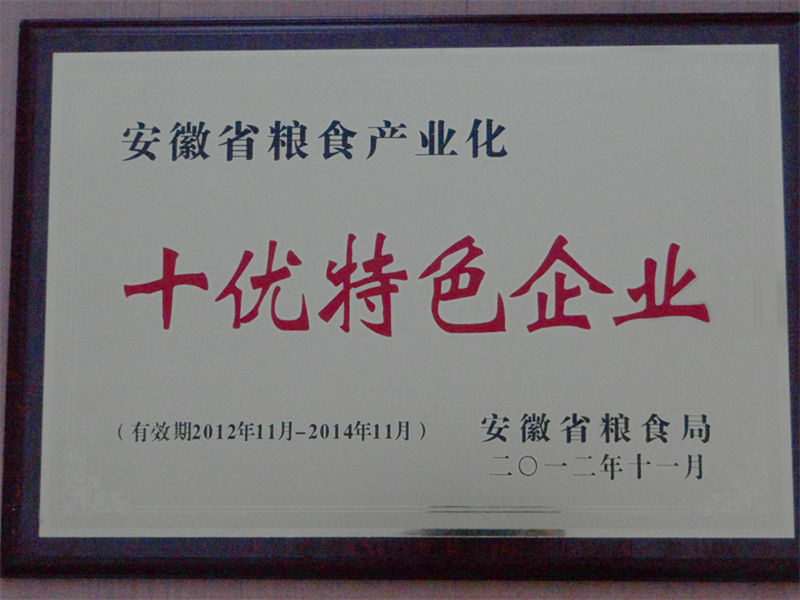 安徽省粮食产业化
十优特色企业
（有效期2012年11月-2014年11月）
安徽省粮食局
二〇一二年十一月